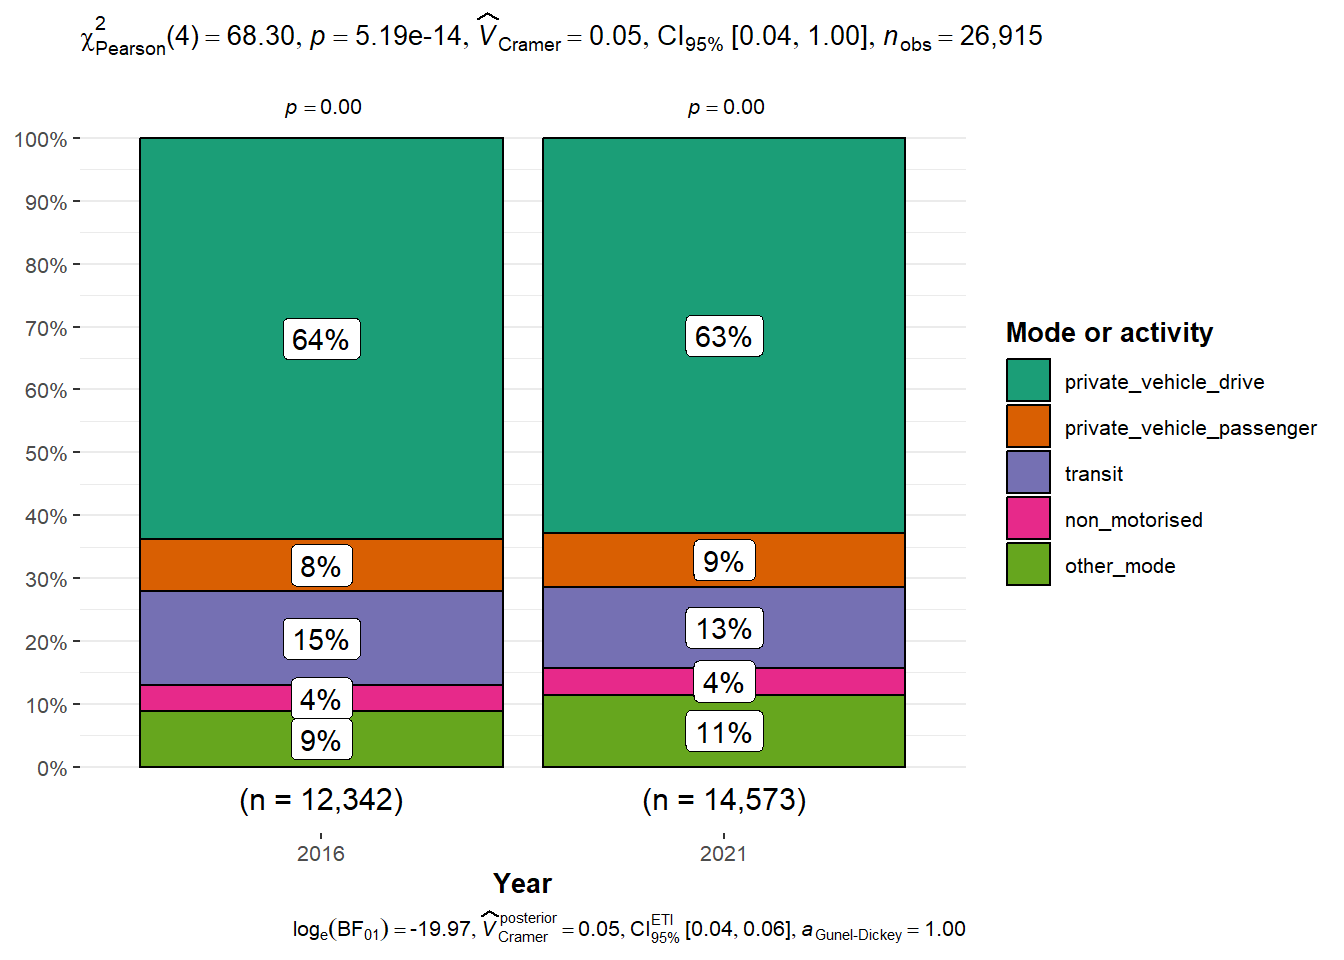 χ²Pearson(4) = 68.30, p = 5.19e-14, V̂Cramer = 0.05, CI95% [0.04, 1.00], nobs = 26,915
p = 0.00 p = 0.00
100%
90%
80%
70%
60%
50%
40%
30%
20%
10%
0%
64% 63%
8% 9%
15% 13%
4% 4%
9% 11%
(n = 12,342) (n = 14,573)
2016 2021
Year
Mode or activity
private_vehicle_drive
private_vehicle_passenger
transit
non_motorised
other_mode
loge(BF01) = -19.97, V̂posteriorCramer = 0.05, CIETI95% [0.04, 0.06], aGunel-Dickey = 1.00